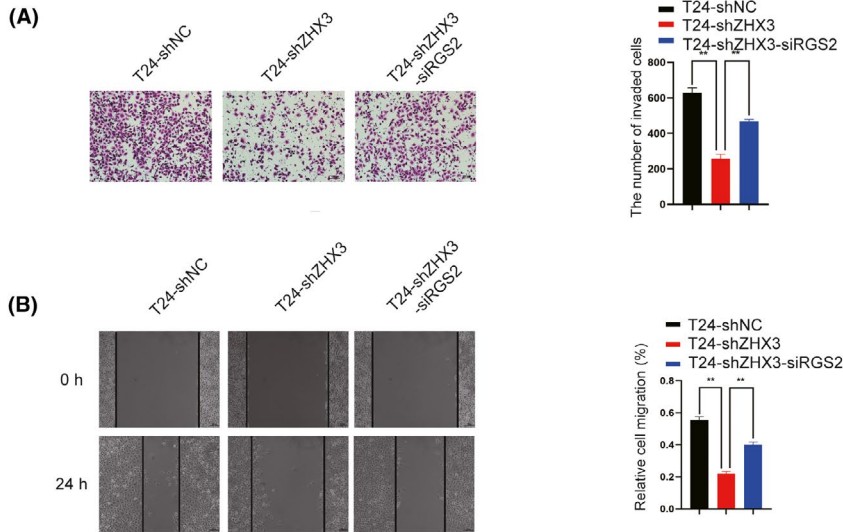 (A)
T24-shNC
T24-shZHX3
T24-shZHX3
-siRGS2
T24-shNC
T24-shZHX3
T24-shZHX3-siRGS2
The number of invaded cells
800
600
400
200
0
**
**
(B)
T24-shNC
T24-shZHX3
T24-shZHX3
-siRGS2
0 h
24 h
T24-shNC
T24-shZHX3
T24-shZHX3-siRGS2
Relative cell migration (%)
0.8
0.6
0.4
0.2
0.0
**
**